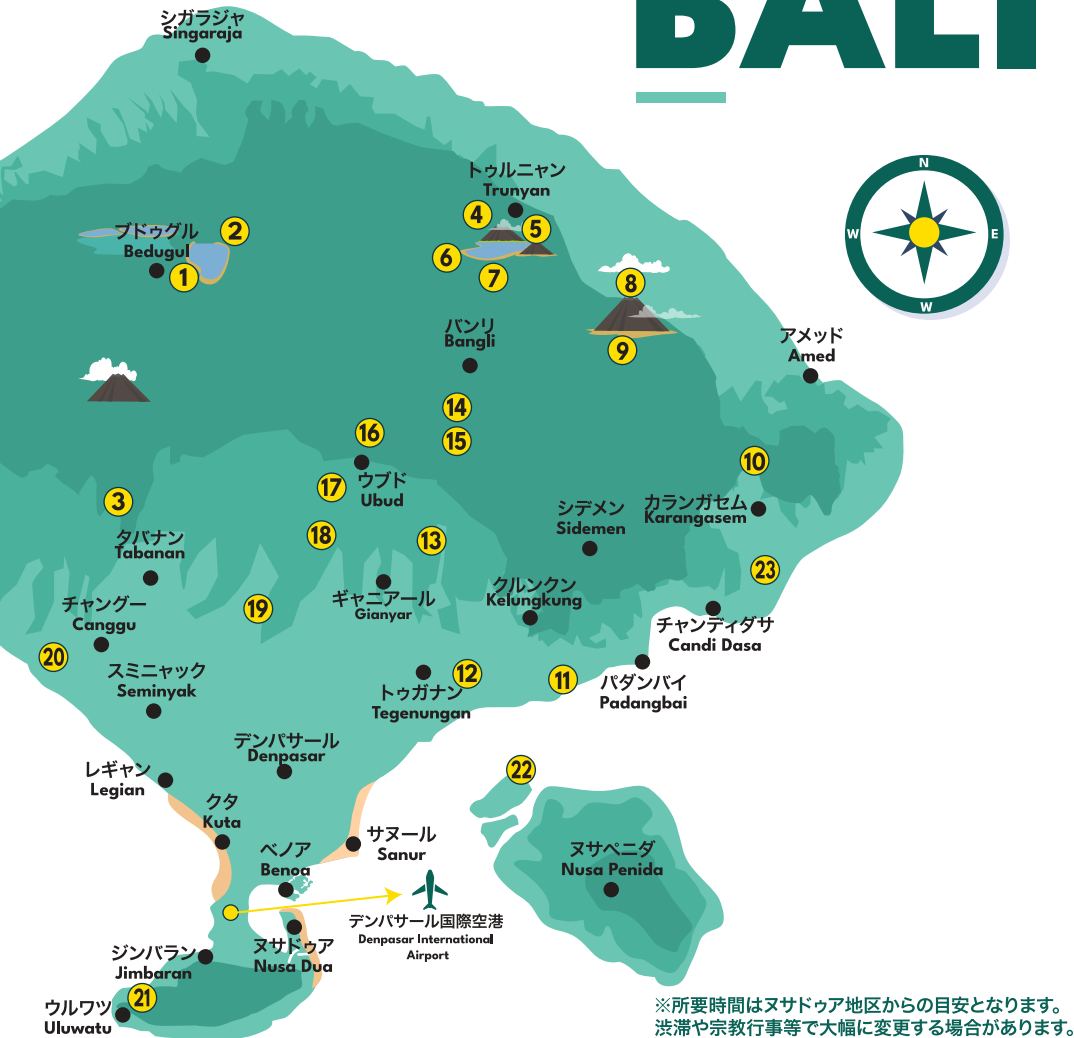 BALI
シガラジャ
Singaraja
トゥルニャン
Trunyan
N
W
E
W
ブドゥグル
Bedugul
2
1
4
5
6
7
8
9
バンリ
Bangli
アメッド
Amed
14
15
16
ウブド
Ubud
17
10
カランガセム
Karangasem
シデメン
Sidemen
3
タバナン
Tabanan
18
13
23
ギャニアール
Gianyar
クルンクン
Kelungkung
チャングー
Canggu
19
チャンディダサ
Candi Dasa
20
スミニャック
Seminyak
トゥガナン
Tegenungan
12
11
パダンバイ
Padangbai
デンパサール
Denpasar
レギャン
Legian
22
クタ
Kuta
サヌール
Sanur
ベノア
Benoa
ヌサペニダ
Nusa Penida
デンパサール国際空港
Denpasar International
Airport
ジンバラン
Jimbaran
ヌサドゥア
Nusa Dua
21
ウルワツ
Uluwatu
※所要時間はヌサドゥア地区からの目安となります。
渋滞や宗教行事等で大幅に変更する場合があります。